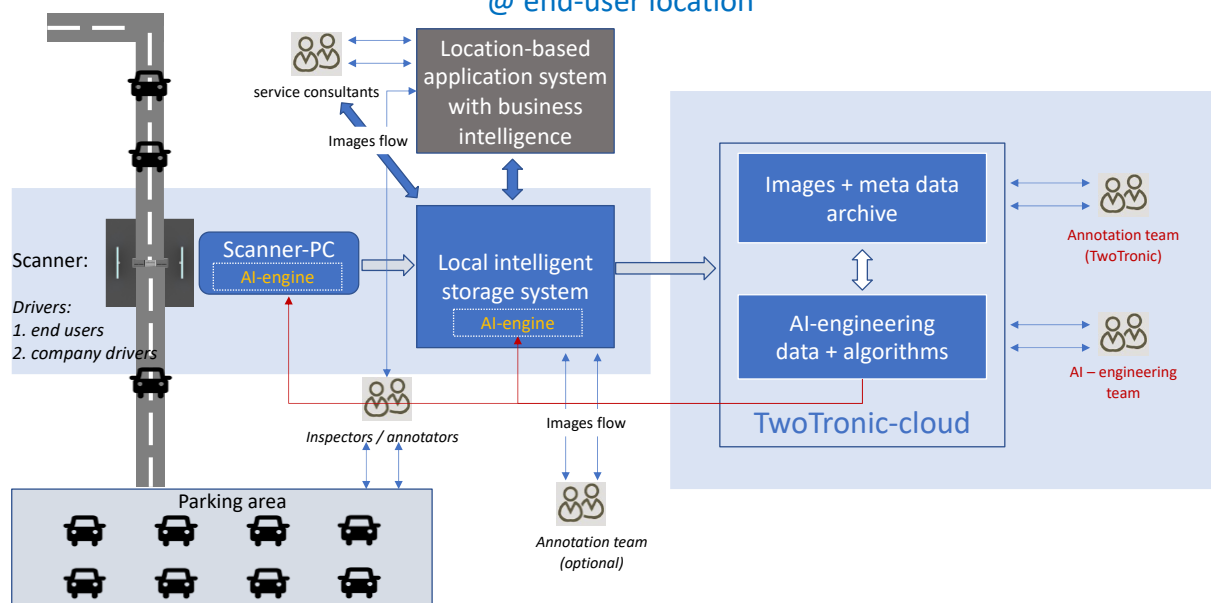 @ end-user location
Location-based
application system
with business
intelligence
service consultants
Images flow
Scanner:
Drivers:
1. end users
2. company drivers
Scanner-PC
AI-engine
Local intelligent
storage system
AI-engine
Images + meta data
archive
AI-engineering
data + algorithms
TwoTronic-cloud
Annotation team
(TwoTronic)
AI – engineering
team
Inspectors / annotators
Images flow
Annotation team
(optional)
Parking area